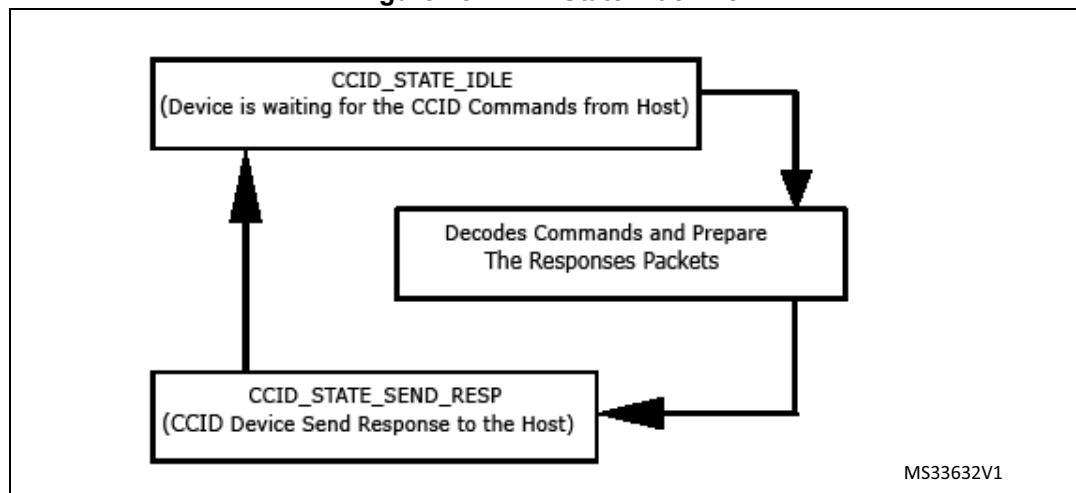 CCID_STATE_IDLE
(Device is waiting for the CCID Commands from Host)
Decodes Commands and Prepare
The Responses Packets
CCID_STATE_SEND_RESP
(CCID Device Send Response to the Host)
MS33632V1